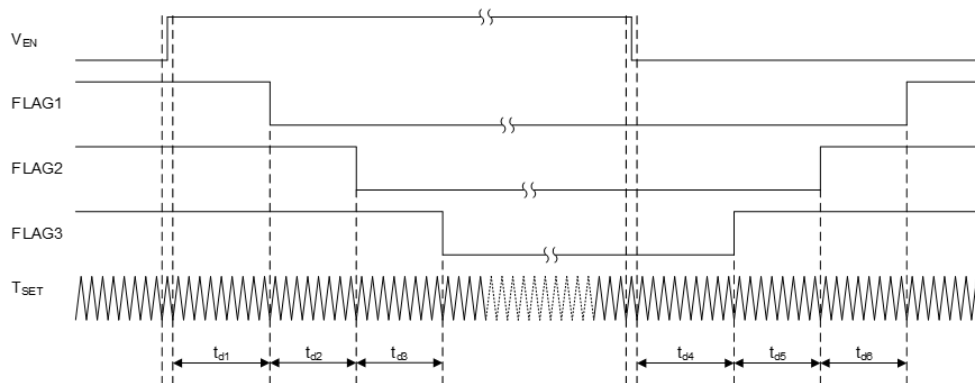 VEN
FLAG1
FLAG2
FLAG3
TSET
td1 td2 td3 td4 td5 td6